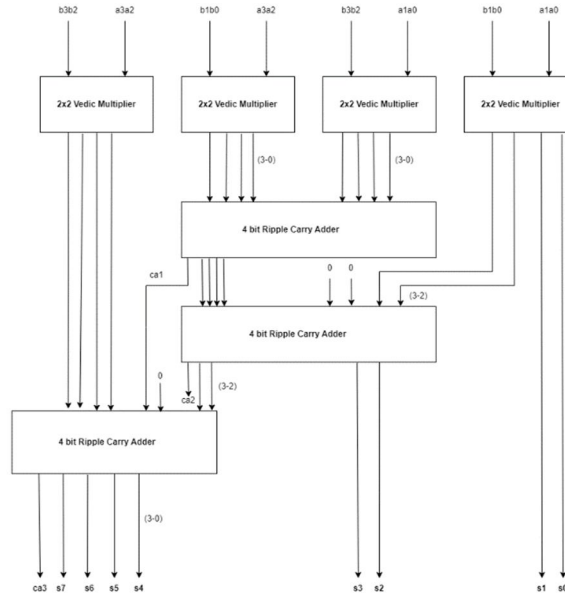 b3b2 a3a2 b1b0 a3a2 b3b2 a1a0 b1b0 a1a0
2x2 Vedic Multiplier 2x2 Vedic Multiplier 2x2 Vedic Multiplier 2x2 Vedic Multiplier
(3-0) (3-0)
4 bit Ripple Carry Adder
ca1 0 0
(3-2)
4 bit Ripple Carry Adder
0 ca2 (3-2)
4 bit Ripple Carry Adder
(3-0)
ca3 s7 s6 s5 s4 s3 s2 s1 s0